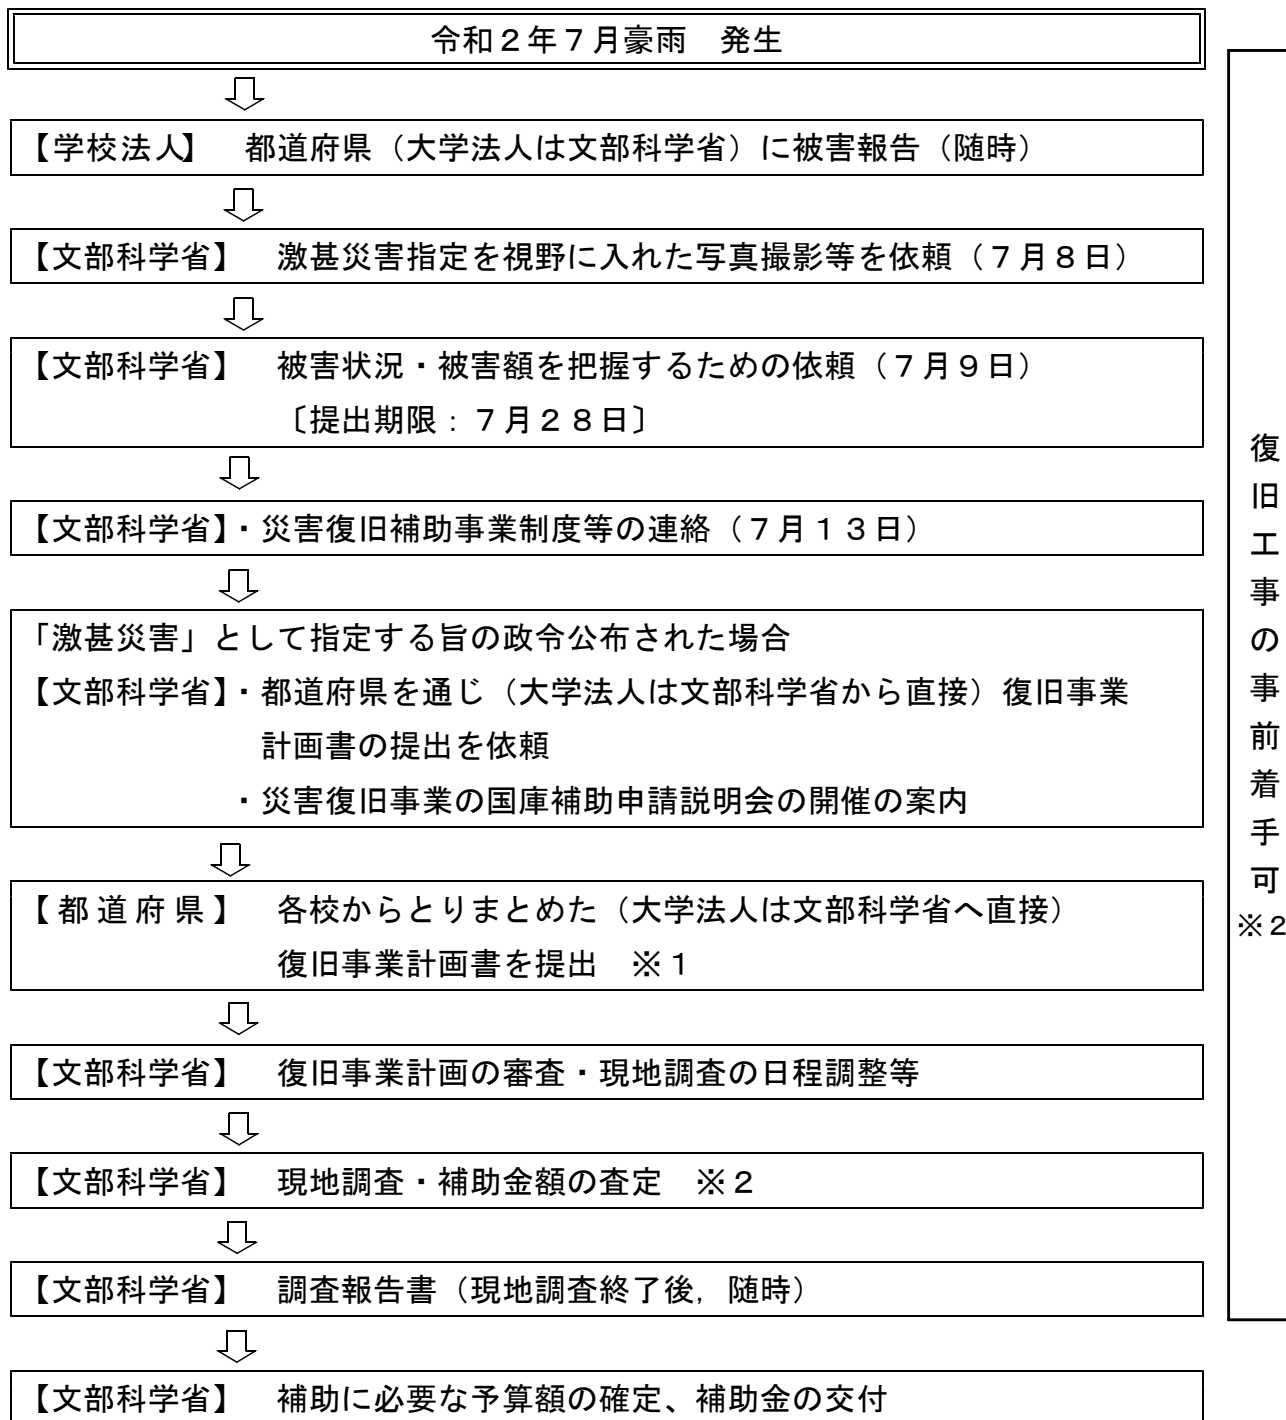 令和２年７月豪雨　発生
【学校法人】　都道府県（大学法人は文部科学省）に被害報告（随時）
【文部科学省】　激甚災害指定を視野に入れた写真撮影等を依頼（７月８日）
【文部科学省】　被害状況・被害額を把握するための依頼（７月９日）
〔提出期限：７月２８日〕
【文部科学省】・災害復旧補助事業制度等の連絡（７月１３日）
「激甚災害」として指定する旨の政令公布された場合
【文部科学省】・都道府県を通じ（大学法人は文部科学省から直接）復旧事業
計画書の提出を依頼
・災害復旧事業の国庫補助申請説明会の開催の案内
【都道府県】　各校からとりまとめた（大学法人は文部科学省へ直接）
復旧事業計画書を提出　※１
【文部科学省】　復旧事業計画の審査・現地調査の日程調整等
【文部科学省】　現地調査・補助金額の査定　※２
【文部科学省】　調査報告書（現地調査終了後，随時）
【文部科学省】　補助に必要な予算額の確定、補助金の交付
復旧工事の事前着手可
※２